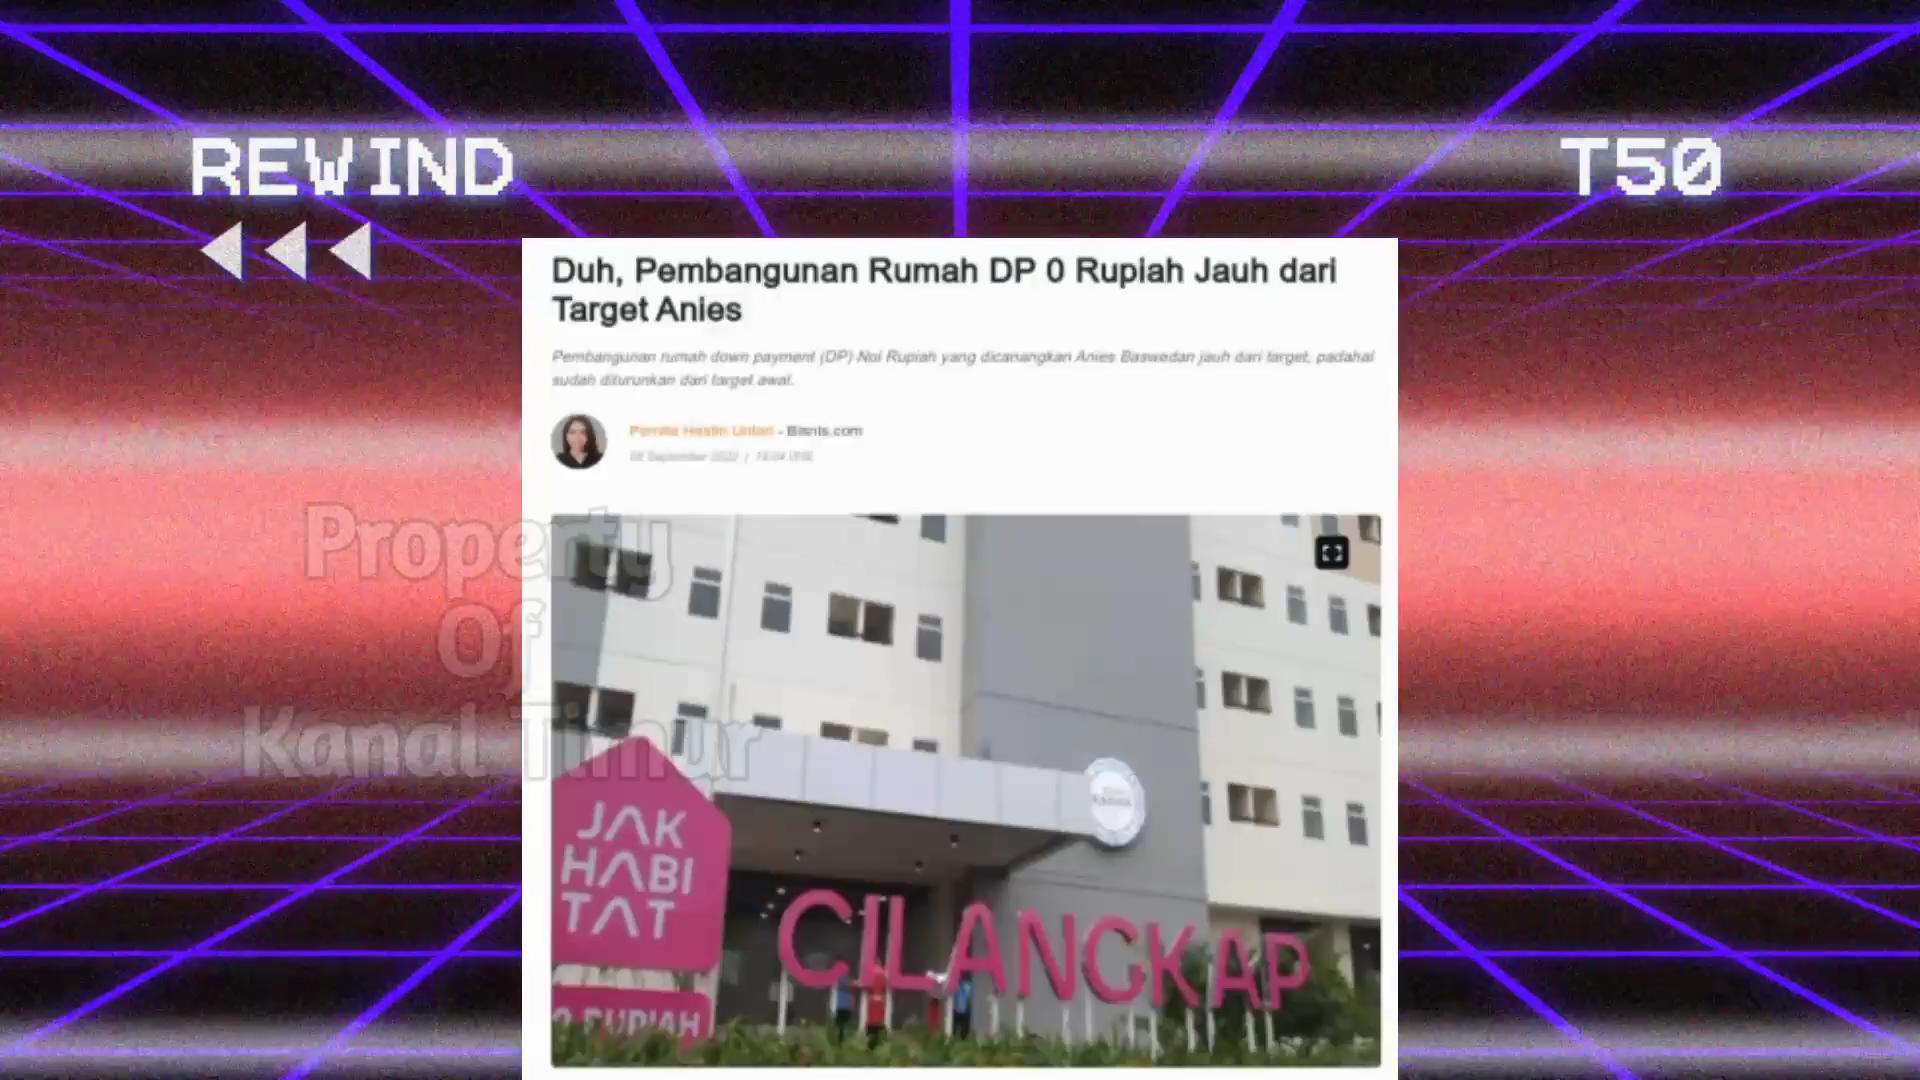 REWIND
T50
Duh, Pembangunan Rumah DP 0 Rupiah Jauh dari
Target Anies
Pembangunan rumah down payment (DP) Nol Rupiah yang dicanangkan Anies Baswedan jauh dari target, padahal
sudah diturunkan dari target awal.
- Bisnis.com
September 2022
Property
Of
Kanal Timur
JAK
HABI
TAT
CILANGKAP
0 RUPIAH